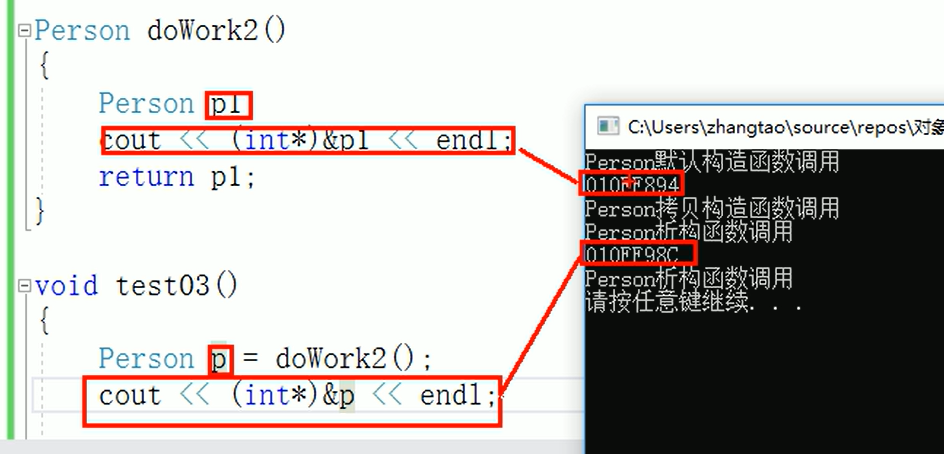 Person doWork2()
{
Person p1
cout << (int*)&p1 << endl;
return p1;
}
void test03()
{
Person p = doWork2();
cout << (int*)&p << endl;
C:\Users\zhangtao\source\repos\对象
Person默认构造函数调用
010FF894
Person拷贝构造函数调用
Person析构函数调用
010FF98C
Person析构函数调用
请按任意键继续. . .